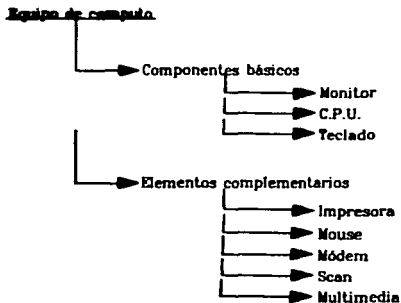 Equipo de computo
Componentes básicos
Monitor
C.P.U.
Teclado
Elementos complementarios
Impresora
Mouse
Módem
Scan
Multimedia